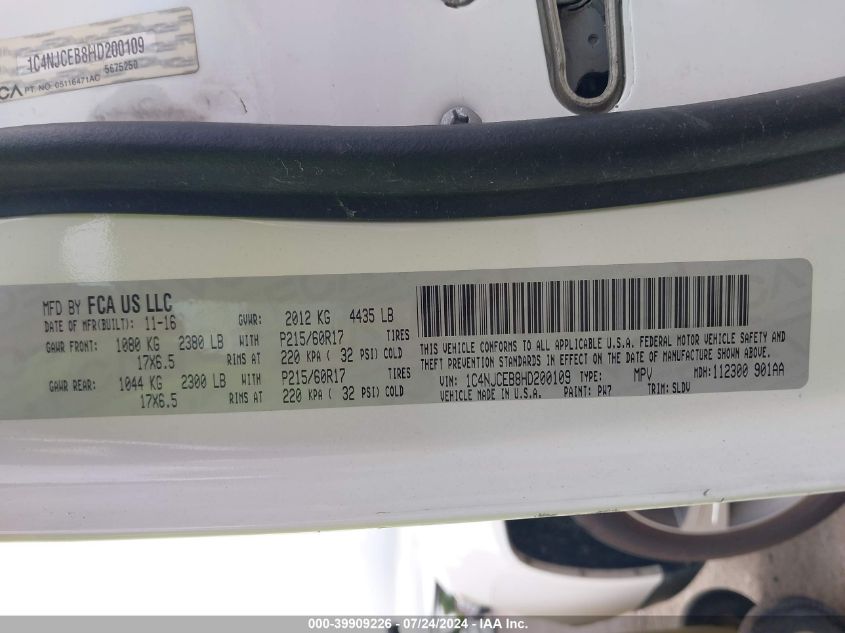 1C4NJCEB8HD200109
5675250
CA PT. NO. 05116471AC
MFD BY FCA US LLC
DATE OF MFR(BUILT): 11-16 GVWR: 2012 KG 4435 LB
GAWR FRONT: 1080 KG 2380 LB WITH P215/60R17 TIRES
17X6.5 RIMS AT 220 KPA ( 32 PSI) COLD
GAWR REAR: 1044 KG 2300 LB WITH P215/60R17 TIRES
17X6.5 RIMS AT 220 KPA ( 32 PSI) COLD
THIS VEHICLE CONFORMS TO ALL APPLICABLE U.S.A. FEDERAL MOTOR VEHICLE SAFETY AND
THEFT PREVENTION STANDARDS IN EFFECT ON THE DATE OF MANUFACTURE SHOWN ABOVE.
VIN: 1C4NJCEB8HD200109 TYPE: MPV MDH: 112300 901AA
VEHICLE MADE IN U.S.A. PAINT: PW7 TRIM: SLDV
000-39909226 - 07/24/2024 - IAA Inc.